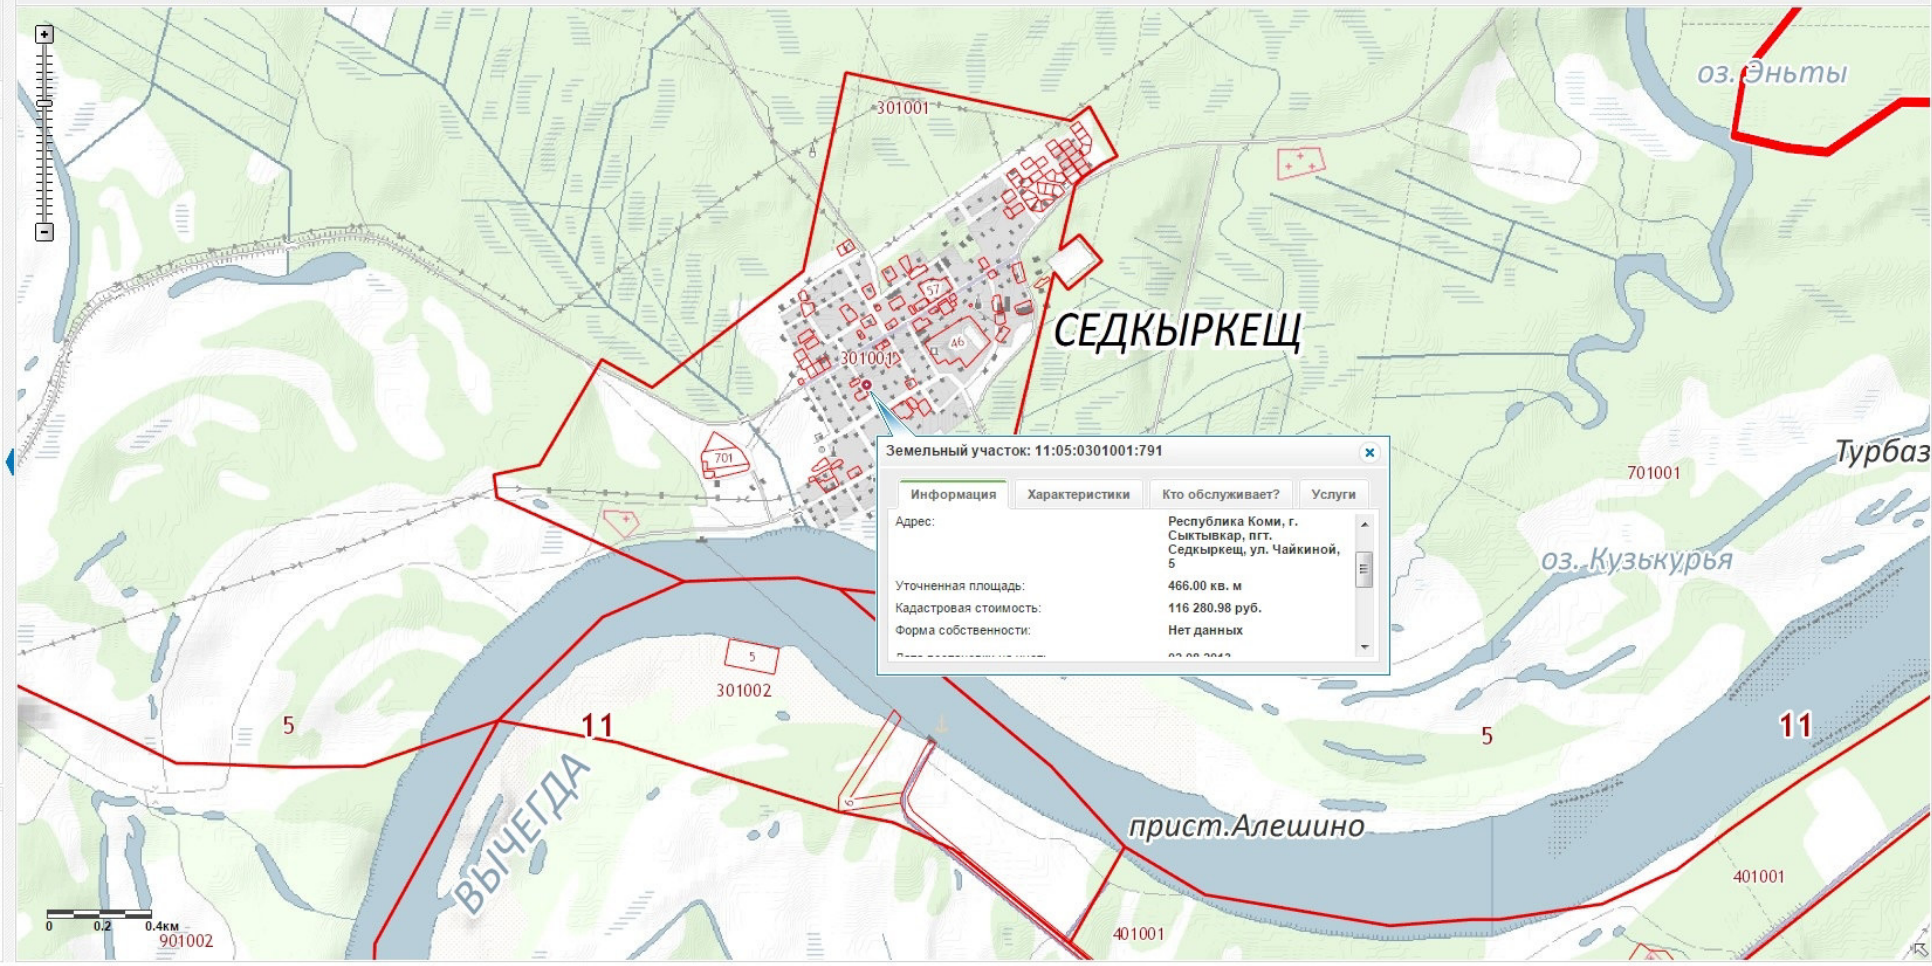 +
-
оз. Эньты
301001
57
СЕДКЫРКЕЩ
46
301001
701
Турбаз
701001
Земельный участок: 11:05:0301001:791
Информация
Характеристики
Кто обслуживает?
Услуги
Адрес:
Республика Коми, г.
Сыктывкар, пгт.
Седкыркещ, ул. Чайкиной,
5
Уточненная площадь:
466.00 кв. м
Кадастровая стоимость:
116 280.98 руб.
Форма собственности:
Нет данных
оз. Кузькурья
5
301002
5
11
5
11
ВЫЧЕГДА
6
прист.Алешино
401001
401001
0
0.2
0.4км
901002